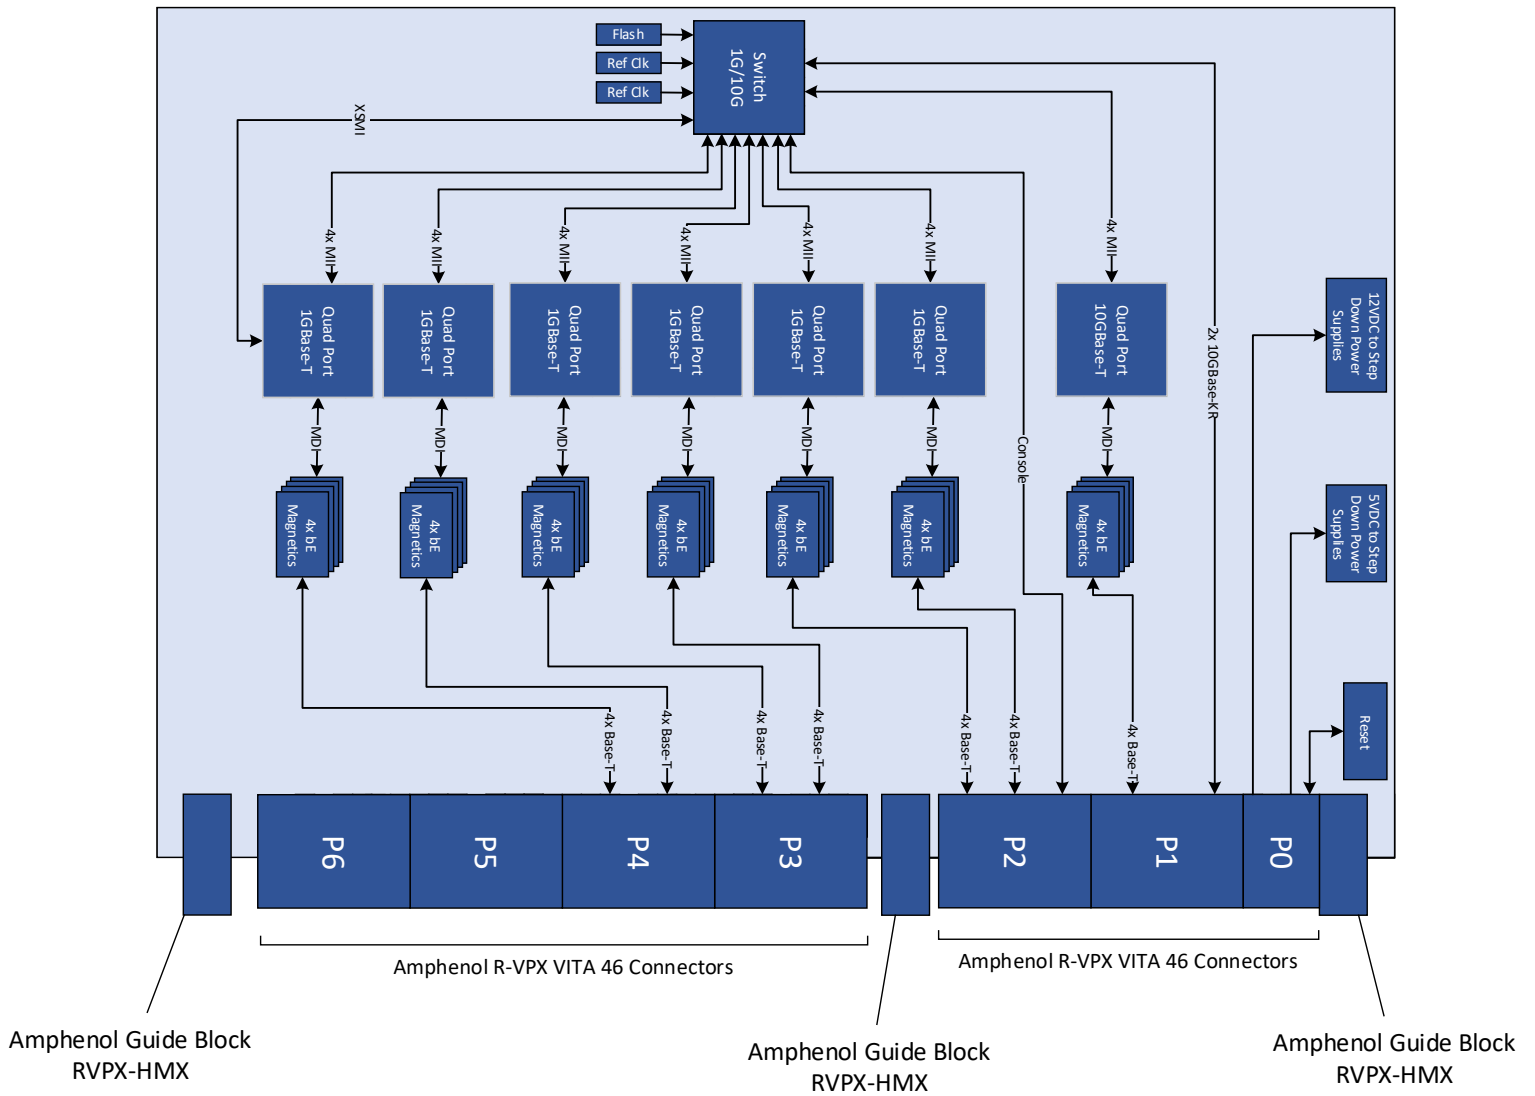 Flash
Ref Clk
Ref Clk
Switch
1G/10G
XSMI
4x MII
4x MII
4x MII
4x MII
4x MII
4x MII
4x MII
Quad Port
1GBase-T
Quad Port
1GBase-T
Quad Port
1GBase-T
Quad Port
1GBase-T
Quad Port
1GBase-T
Quad Port
1GBase-T
Quad Port
10GBase-T
2x 10GBase-KR
12VDC to Step
Down Power
Supplies
MDI
MDI
MDI
MDI
MDI
MDI
Console
MDI
4x bE
Magnetics
4x bE
Magnetics
4x bE
Magnetics
4x bE
Magnetics
4x bE
Magnetics
4x bE
Magnetics
4x bE
Magnetics
5VDC to Step
Down Power
Supplies
4x Base-T
4x Base-T
4x Base-T
4x Base-T
4x Base-T
4x Base-T
4x Base-T
Reset
P6
P5
P4
P3
P2
P1
P0
Amphenol R-VPX VITA 46 Connectors
Amphenol R-VPX VITA 46 Connectors
Amphenol Guide Block
RVPX-HMX
Amphenol Guide Block
RVPX-HMX
Amphenol Guide Block
RVPX-HMX